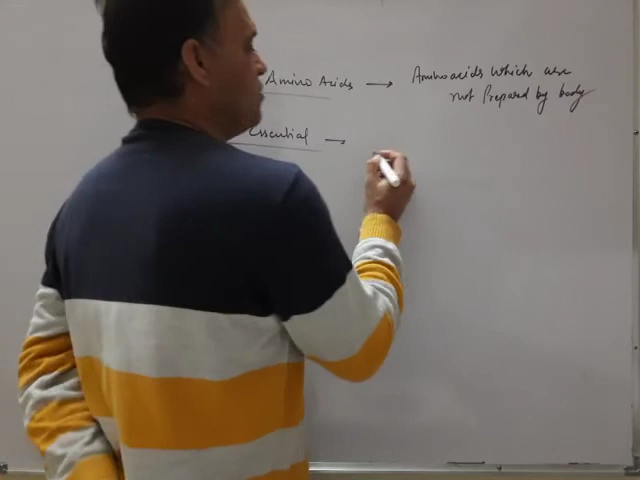 Amino Acids → Aminoacids which are
not Prepared by body
Essential →